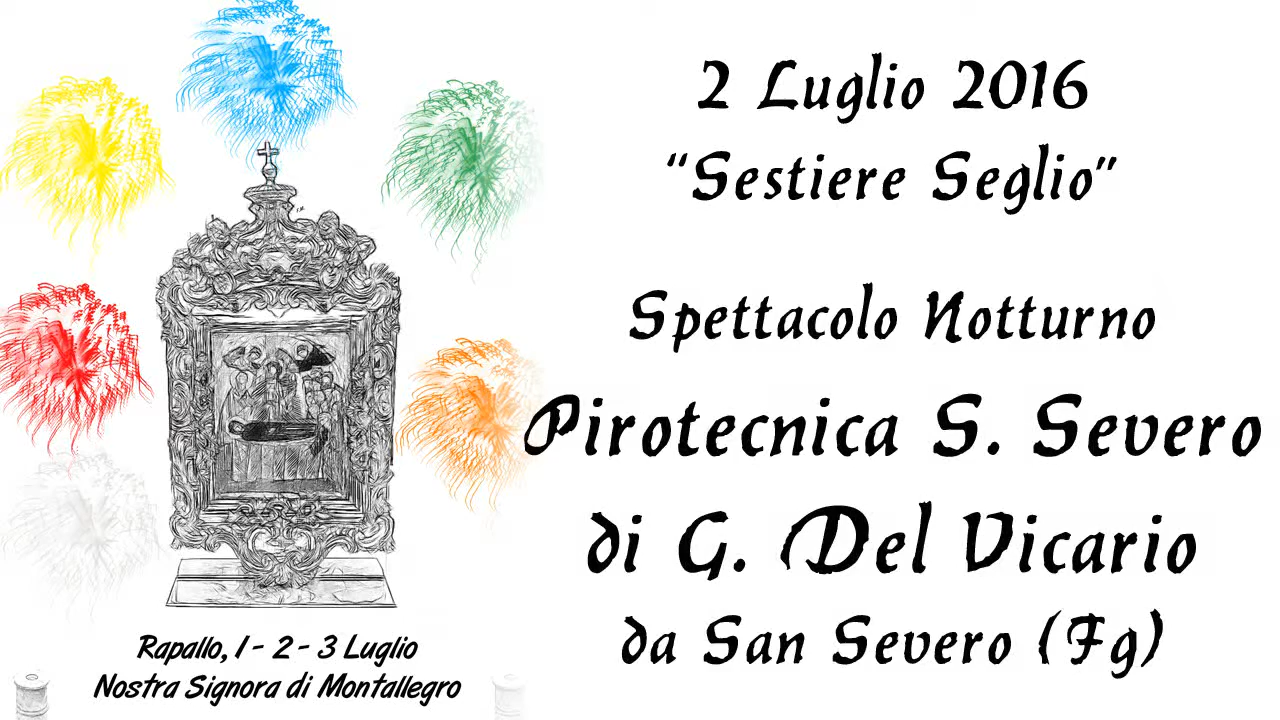 2 Luglio 2016
“Sestiere Seglio”
Spettacolo Notturno
Pirotecnica S. Severo
di G. Del Vicario
da San Severo (Fg)
Rapallo, 1 - 2 - 3 Luglio
Nostra Signora di Montallegro